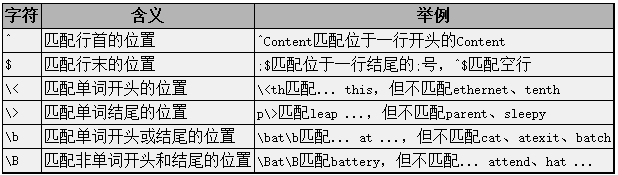 字符 含义 举例
^ 匹配行首的位置 ^Content匹配位于一行开头的Content
$ 匹配行末的位置 ;$匹配位于一行结尾的;号，^$匹配空行
\< 匹配单词开头的位置 \<th匹配... this，但不匹配ethernet、tenth
\> 匹配单词结尾的位置 p\>匹配leap ...，但不匹配parent、sleepy
\b 匹配单词开头或结尾的位置 \bat\b匹配... at ...，但不匹配cat、atexit、batch
\B 匹配非单词开头和结尾的位置 \Bat\B匹配battery，但不匹配... attend、hat ...